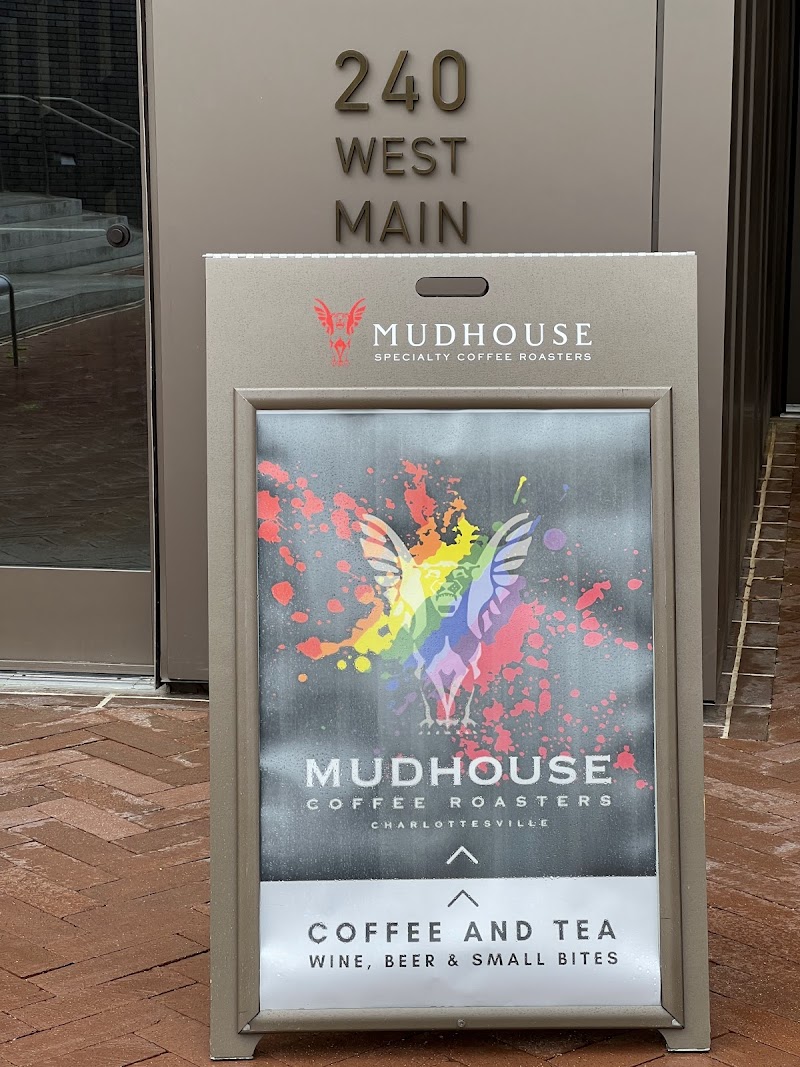 240
WEST
MAIN
MUDHOUSE
SPECIALTY COFFEE ROASTERS
MUDHOUSE
COFFEE ROASTERS
CHARLOTTESVILLE
COFFEE AND TEA
WINE, BEER & SMALL BITES